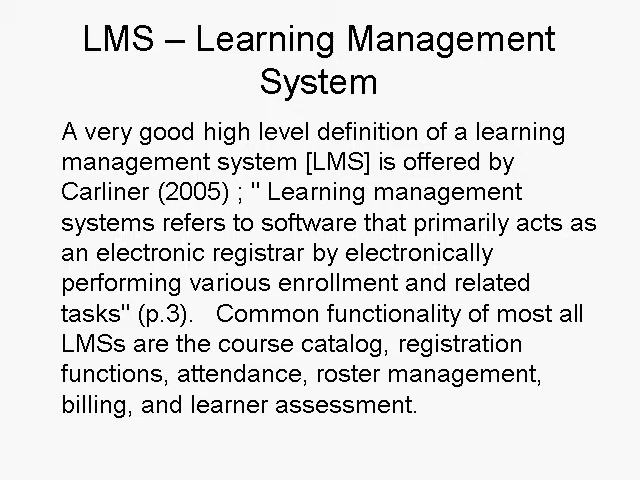 LMS – Learning Management
System
A very good high level definition of a learning
management system [LMS] is offered by
Carliner (2005) ; " Learning management
systems refers to software that primarily acts as
an electronic registrar by electronically
performing various enrollment and related
tasks" (p.3).   Common functionality of most all
LMSs are the course catalog, registration
functions, attendance, roster management,
billing, and learner assessment.